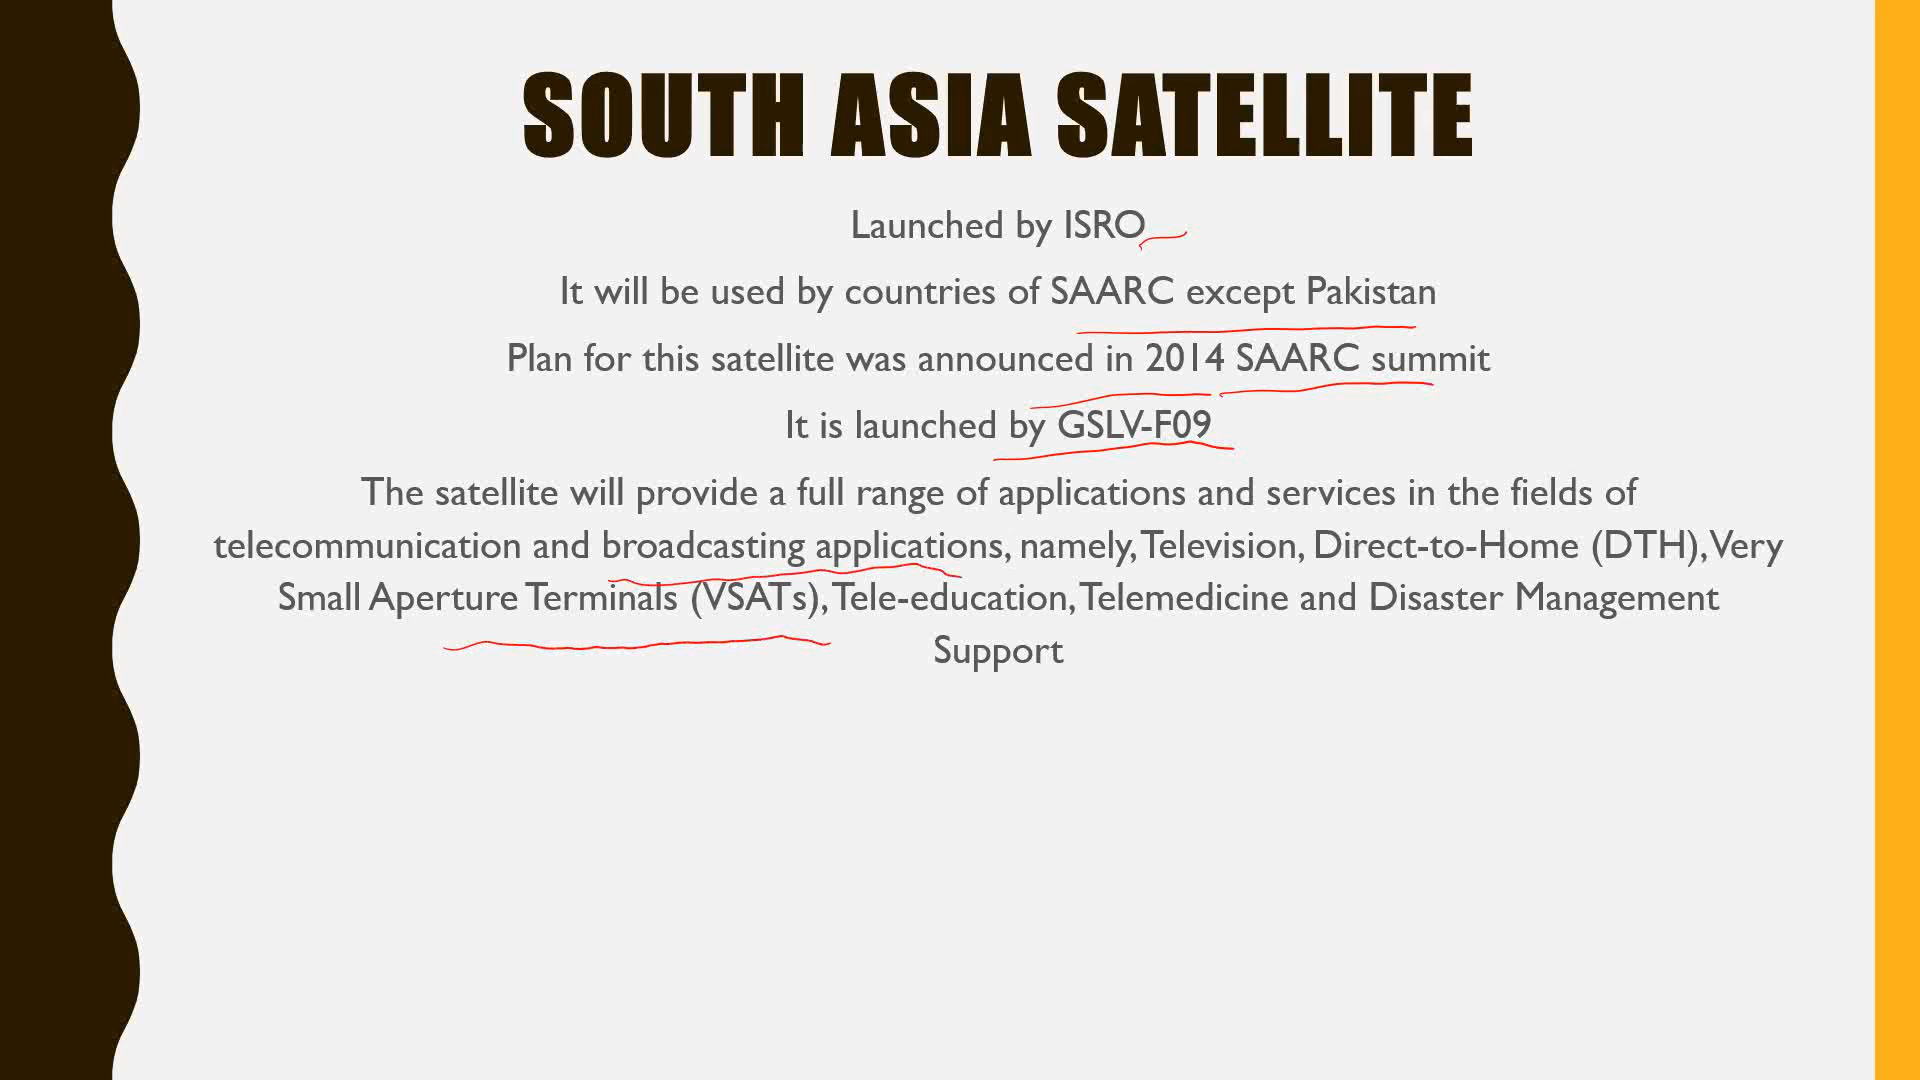 SOUTH ASIA SATELLITE
Launched by ISRO
It will be used by countries of SAARC except Pakistan
Plan for this satellite was announced in 2014 SAARC summit
It is launched by GSLV-F09
The satellite will provide a full range of applications and services in the fields of
telecommunication and broadcasting applications, namely, Television, Direct-to-Home (DTH), Very
Small Aperture Terminals (VSATs), Tele-education, Telemedicine and Disaster Management
Support